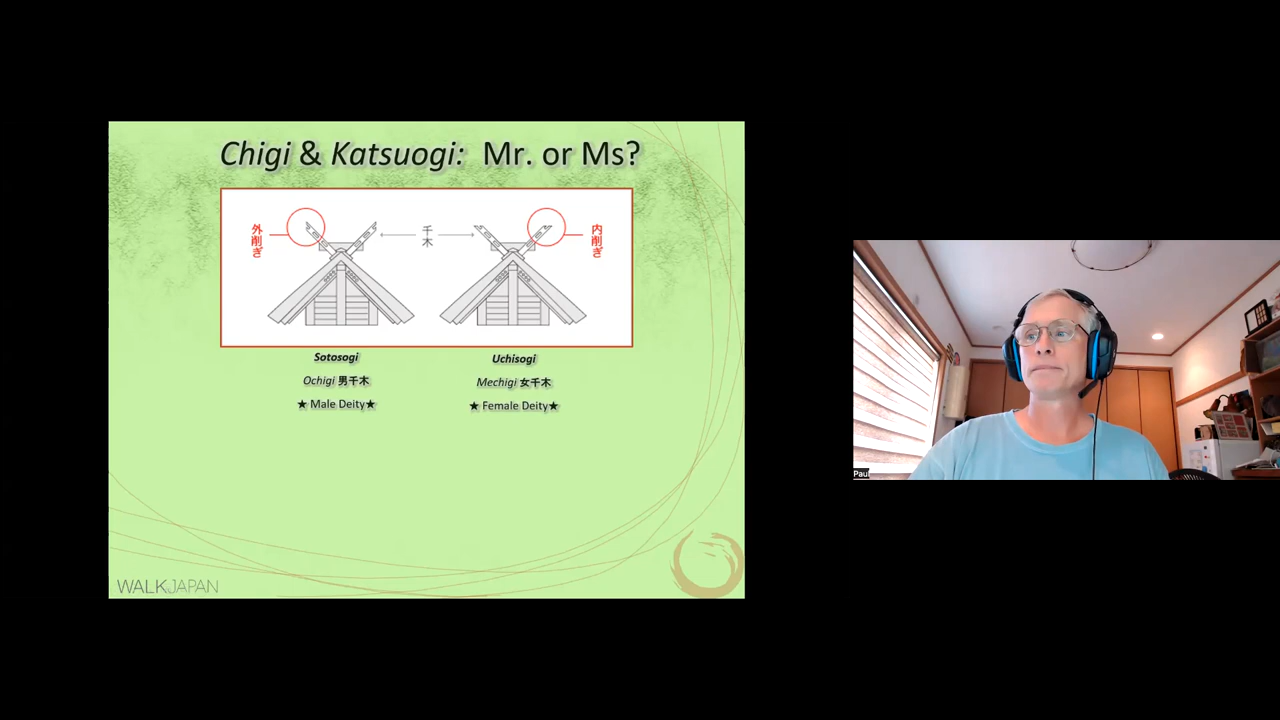 Chigi & Katsuogi: Mr. or Ms?
外削ぎ
千木
内削ぎ
Sotosogi
Ochigi 男千木
★ Male Deity★
Uchisogi
Mechigi 女千木
★ Female Deity★
WALKJAPAN
Paul